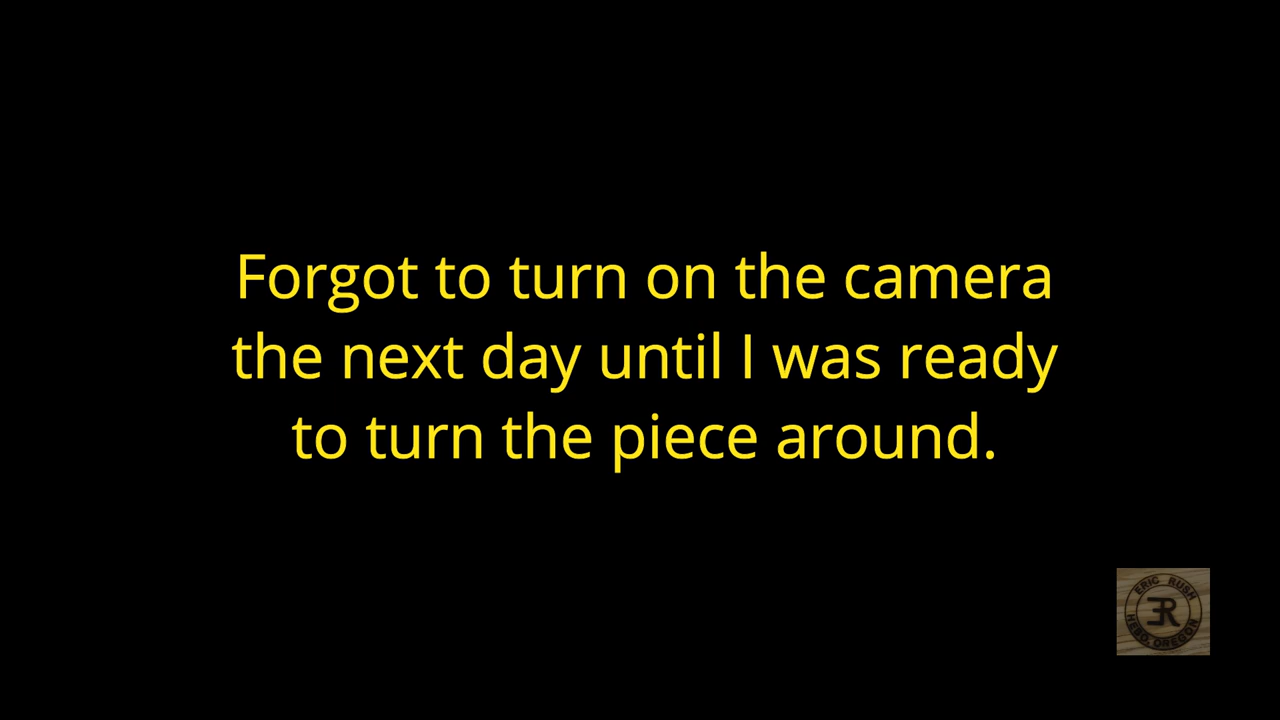 Forgot to turn on the camera
the next day until I was ready
to turn the piece around.
ERIC RUSH
ER
HEBO, OREGON